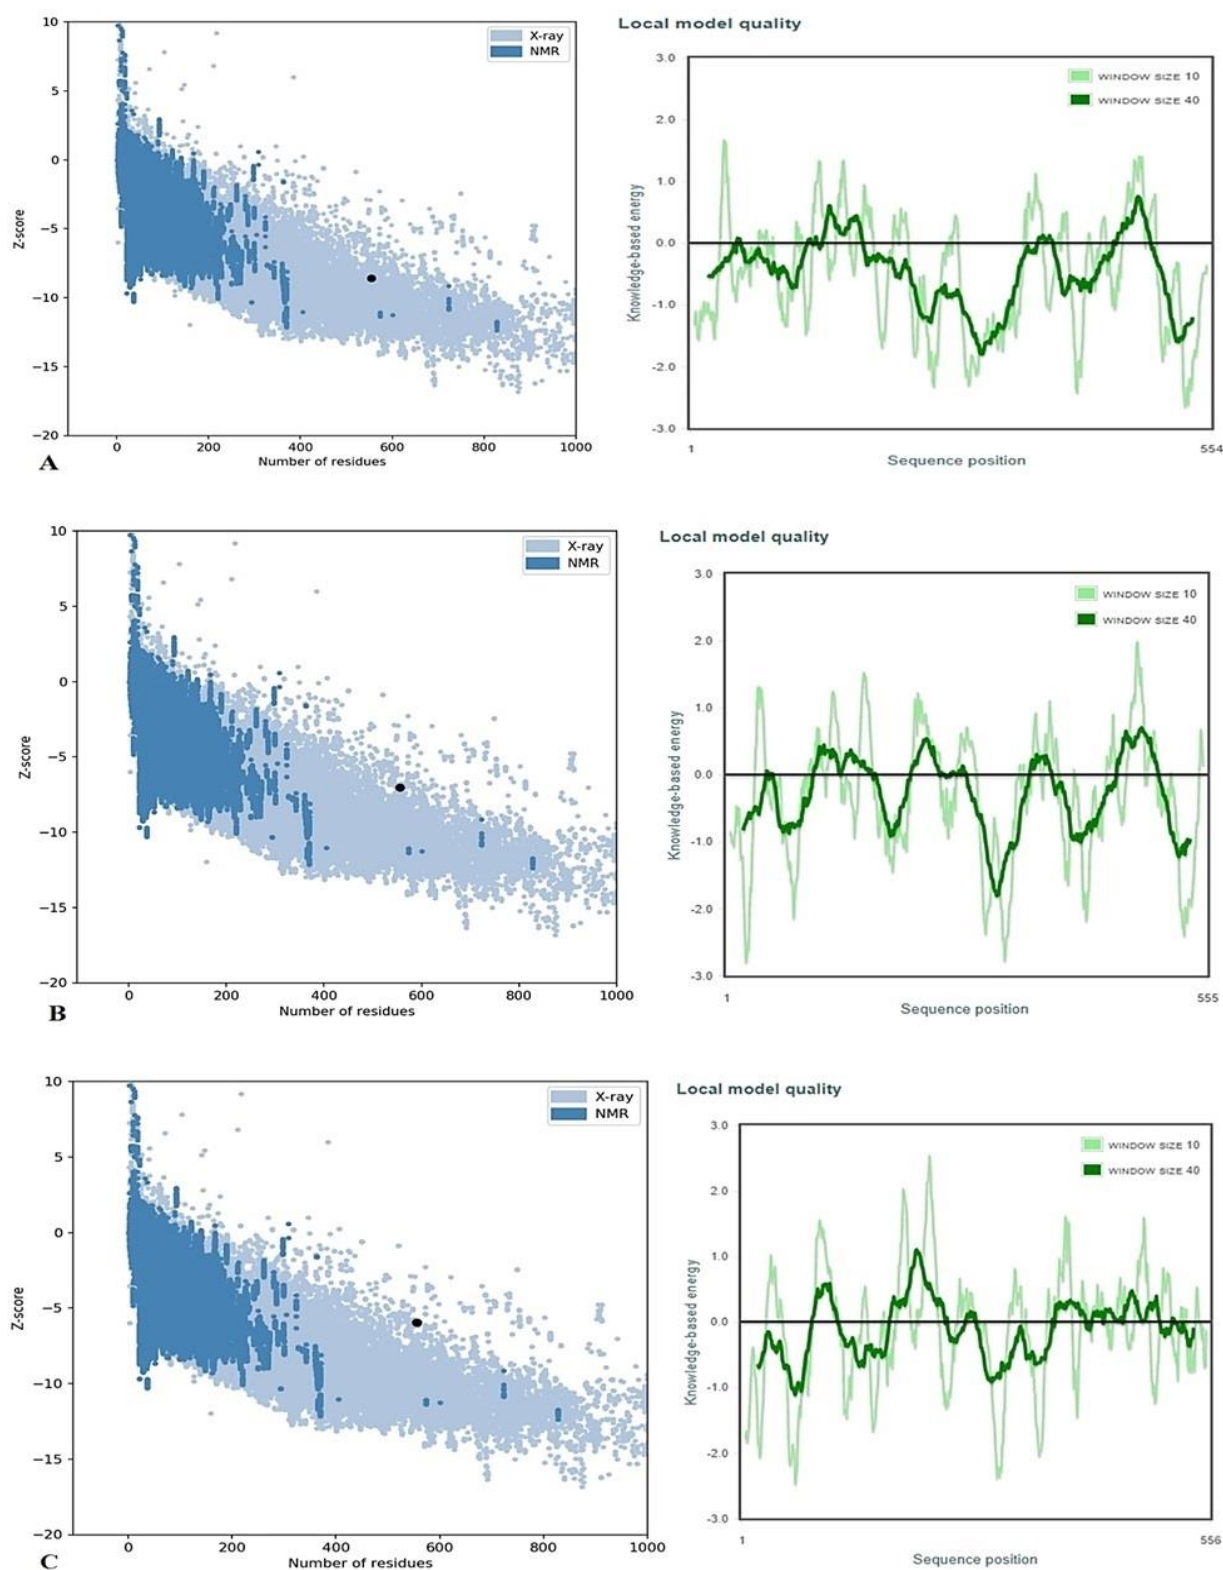 Local model quality
10
5
0
−5
−10
−15
−20
Z-score
X-ray
NMR
0
200
400
600
800
1000
Number of residues
A
3.0
2.0
1.0
0.0
-1.0
-2.0
-3.0
Knowledge-based energy
WINDOW SIZE 10
WINDOW SIZE 40
1
554
Sequence position
Local model quality
10
5
0
−5
−10
−15
−20
Z-score
X-ray
NMR
0
200
400
600
800
1000
Number of residues
B
3.0
2.0
1.0
0.0
-1.0
-2.0
-3.0
Knowledge-based energy
WINDOW SIZE 10
WINDOW SIZE 40
1
555
Sequence position
Local model quality
10
5
0
−5
−10
−15
−20
Z-score
X-ray
NMR
0
200
400
600
800
1000
Number of residues
C
3.0
2.0
1.0
0.0
-1.0
-2.0
-3.0
Knowledge-based energy
WINDOW SIZE 10
WINDOW SIZE 40
1
556
Sequence position